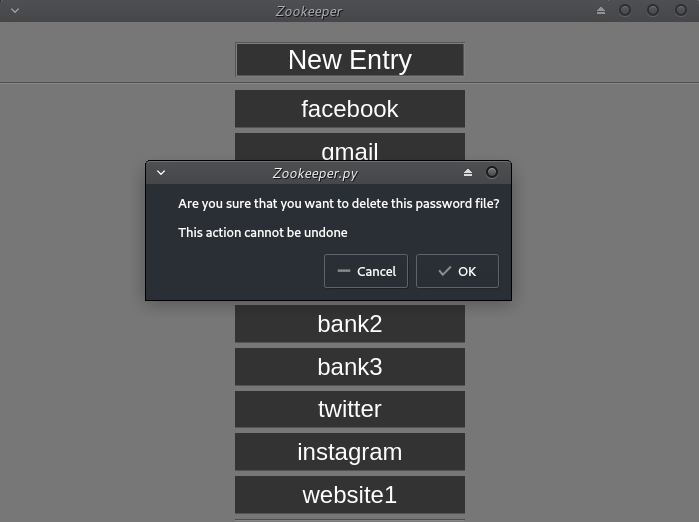 Zookeeper
New Entry
facebook
gmail
Zookeeper.py
Are you sure that you want to delete this password file?
This action cannot be undone
Cancel
OK
bank2
bank3
twitter
instagram
website1